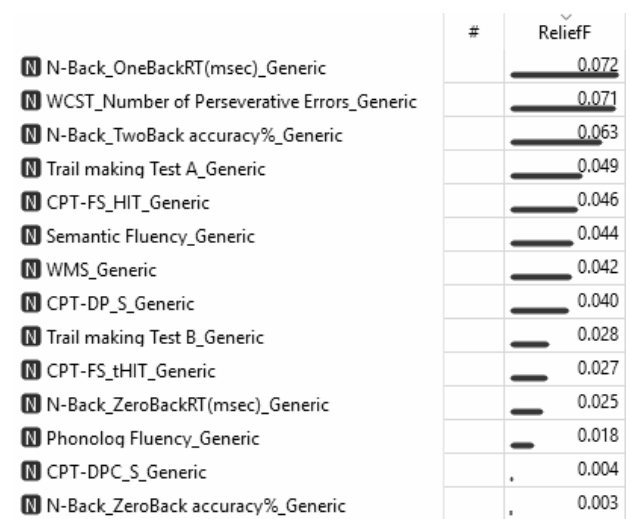 # ReliefF
N N-Back_OneBackRT(msec)_Generic 0.072
N WCST_Number of Perseverative Errors_Generic 0.071
N N-Back_TwoBack accuracy%_Generic 0.063
N Trail making Test A_Generic 0.049
N CPT-FS_HIT_Generic 0.046
N Semantic Fluency_Generic 0.044
N WMS_Generic 0.042
N CPT-DP_S_Generic 0.040
N Trail making Test B_Generic 0.028
N CPT-FS_tHIT_Generic 0.027
N N-Back_ZeroBackRT(msec)_Generic 0.025
N Phonolog Fluency_Generic 0.018
N CPT-DPC_S_Generic 0.004
N N-Back_ZeroBack accuracy%_Generic 0.003